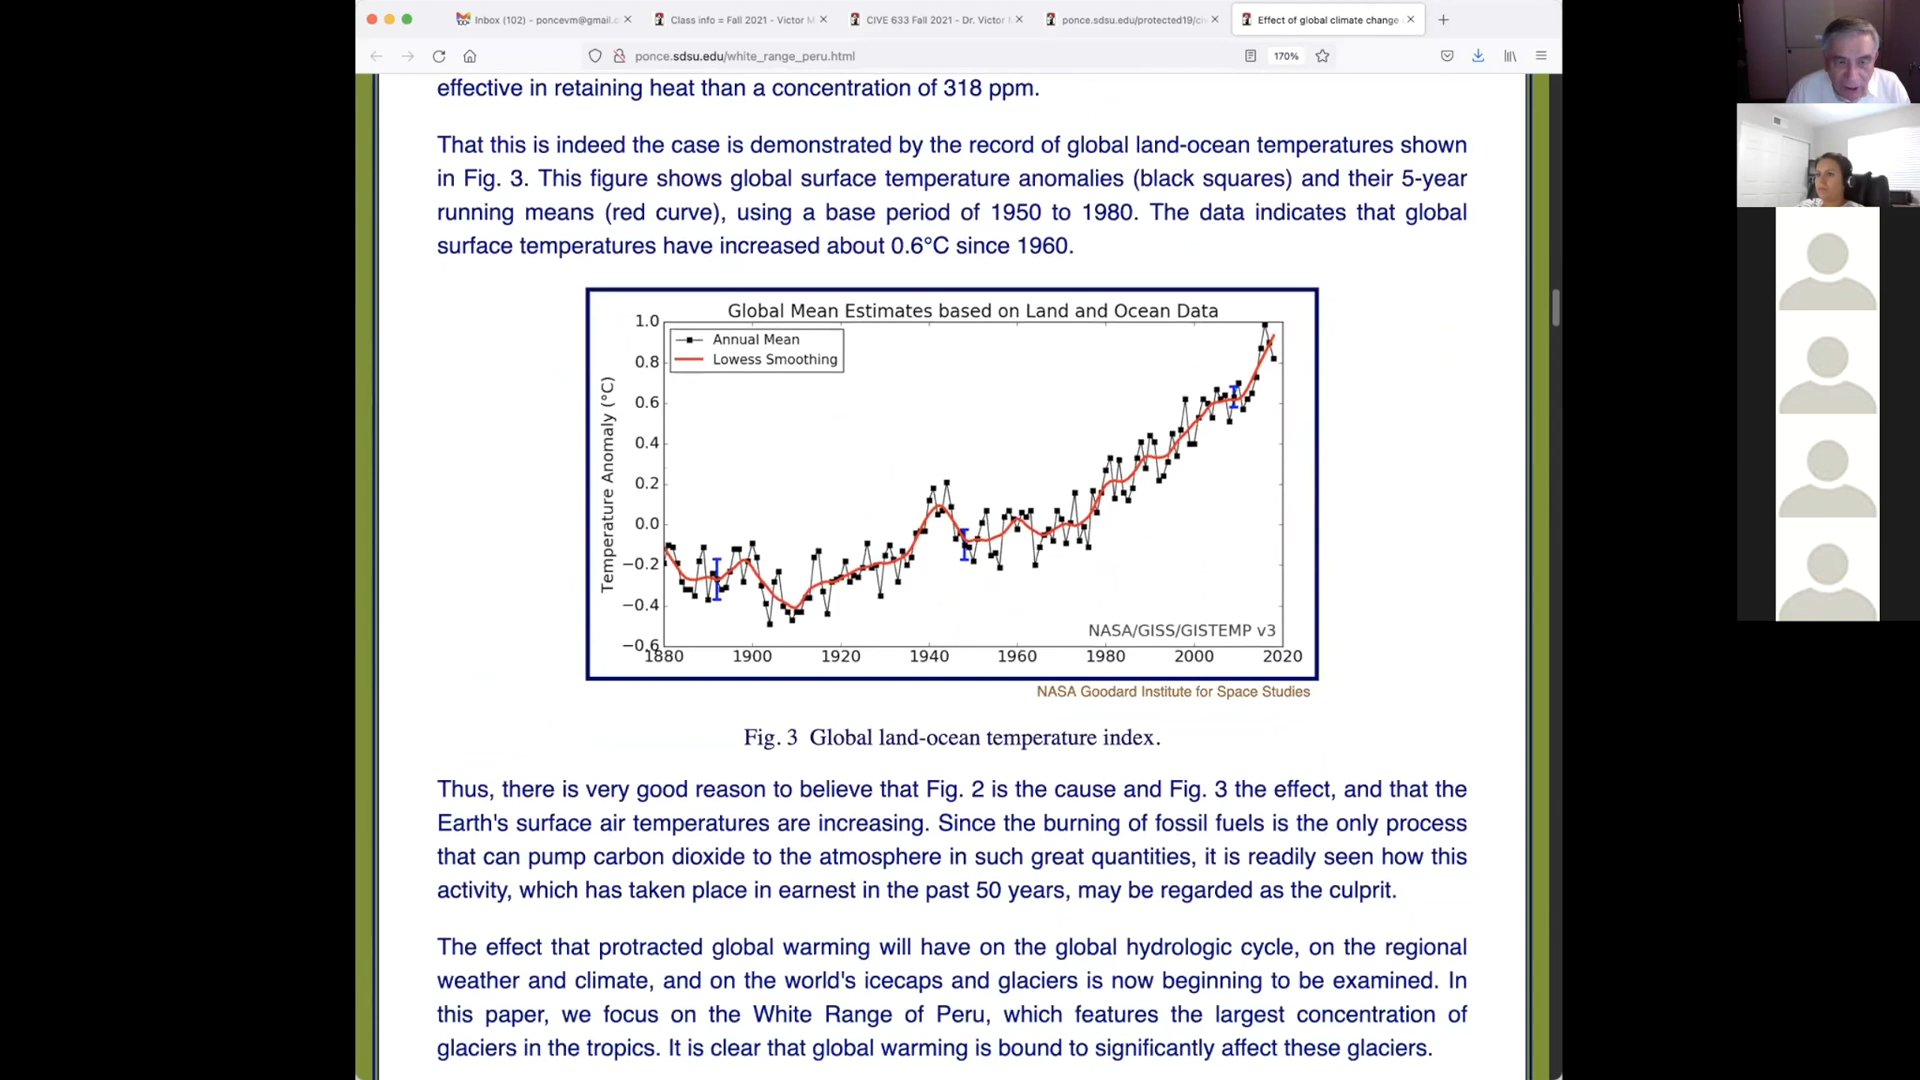 Inbox (102) - poncevm@gmail.c
Class info = Fall 2021 - Victor M
CIVE 633 Fall 2021 - Dr. Victor
ponce.sdsu.edu/protected19/ci
Effect of global climate change
ponce.sdsu.edu/white_range_peru.html
170%
effective in retaining heat than a concentration of 318 ppm.
That this is indeed the case is demonstrated by the record of global land-ocean temperatures shown
in Fig. 3. This figure shows global surface temperature anomalies (black squares) and their 5-year
running means (red curve), using a base period of 1950 to 1980. The data indicates that global
surface temperatures have increased about 0.6°C since 1960.
Global Mean Estimates based on Land and Ocean Data
Annual Mean
Lowess Smoothing
Temperature Anomaly (°C)
1.0
0.8
0.6
0.4
0.2
0.0
−0.2
−0.4
−0.6
NASA/GISS/GISTEMP v3
1880 1900 1920 1940 1960 1980 2000 2020
NASA Goodard Institute for Space Studies
Fig. 3 Global land-ocean temperature index.
Thus, there is very good reason to believe that Fig. 2 is the cause and Fig. 3 the effect, and that the
Earth's surface air temperatures are increasing. Since the burning of fossil fuels is the only process
that can pump carbon dioxide to the atmosphere in such great quantities, it is readily seen how this
activity, which has taken place in earnest in the past 50 years, may be regarded as the culprit.
The effect that protracted global warming will have on the global hydrologic cycle, on the regional
weather and climate, and on the world's icecaps and glaciers is now beginning to be examined. In
this paper, we focus on the White Range of Peru, which features the largest concentration of
glaciers in the tropics. It is clear that global warming is bound to significantly affect these glaciers.